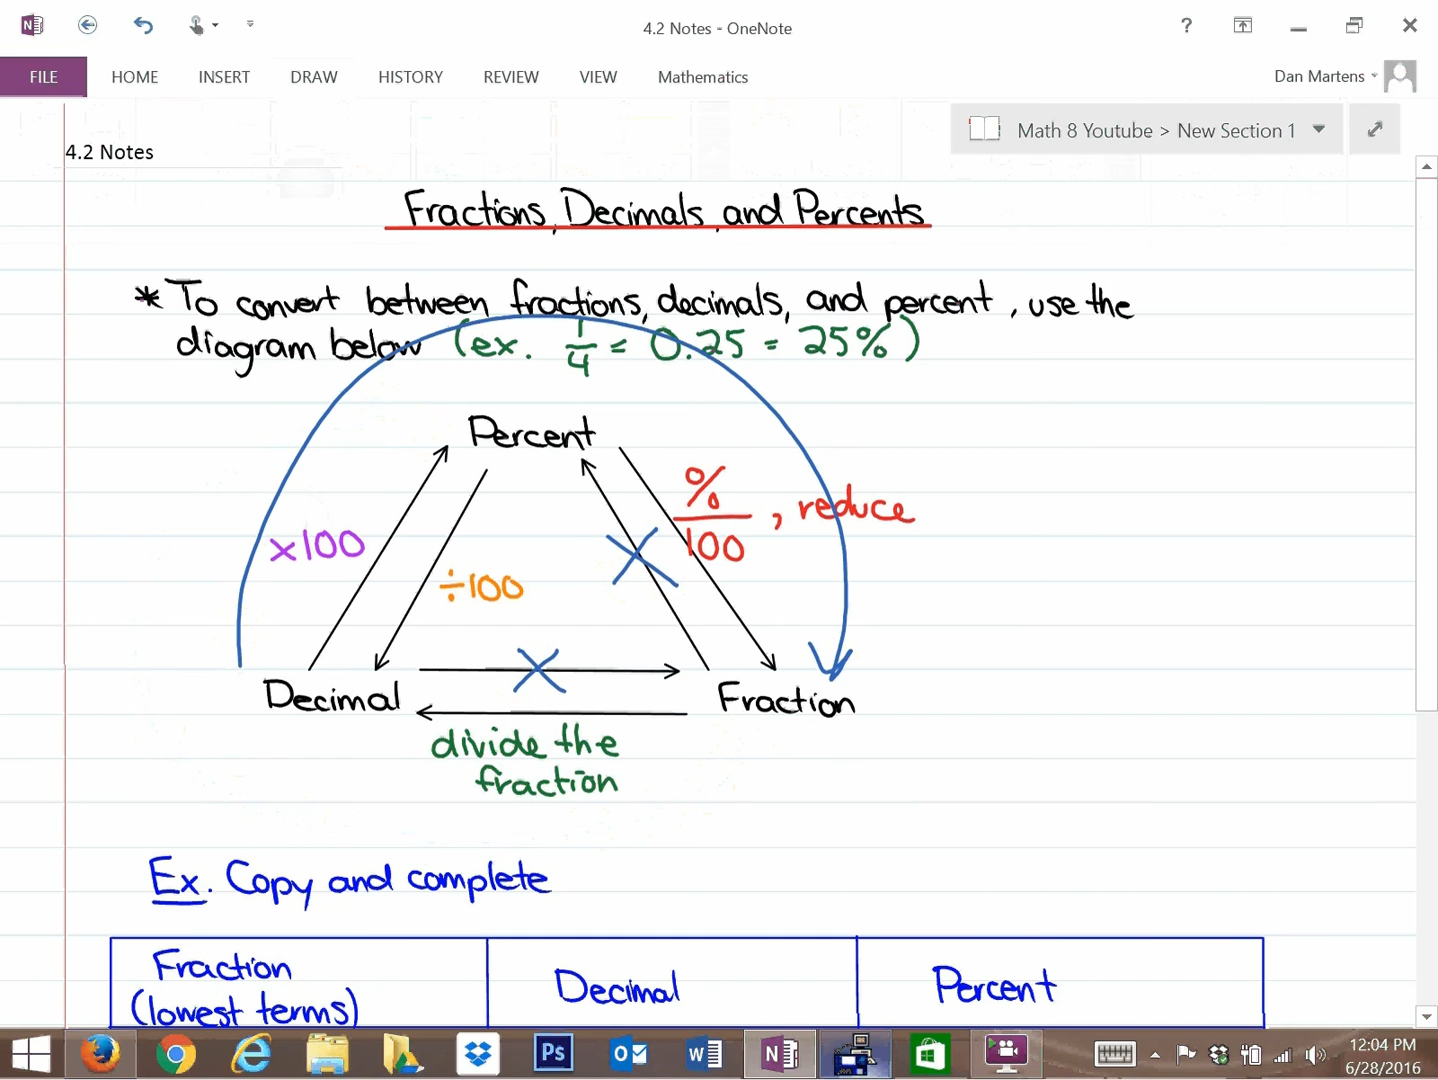 4.2 Notes - OneNote
?
FILE HOME INSERT DRAW HISTORY REVIEW VIEW Mathematics
Dan Martens
Math 8 Youtube > New Section 1
4.2 Notes
Fractions, Decimals, and Percents
* To convert between fractions, decimals, and percent, use the
diagram below (ex. 1/4 = 0.25 = 25%)
Percent
x100
÷100
%/100, reduce
Decimal
Fraction
divide the
fraction
Ex. Copy and complete
Fraction
(lowest terms)
Decimal
Percent
12:04 PM
6/28/2016